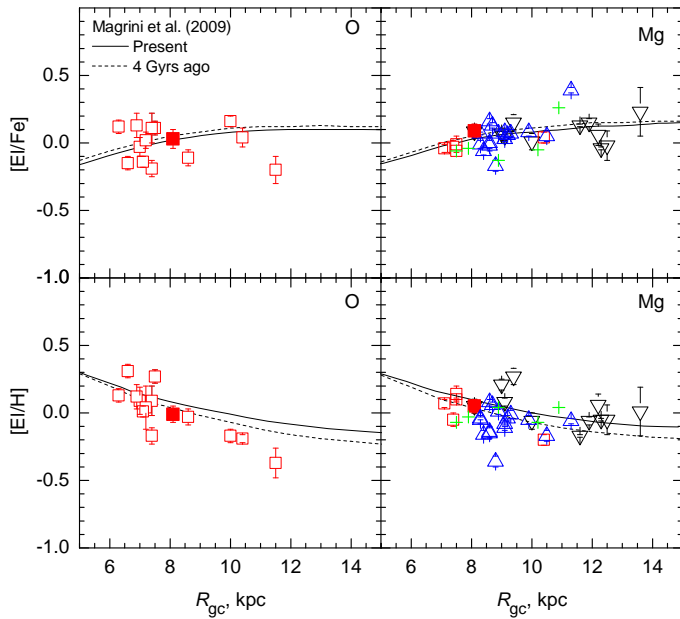 Magrini et al. (2009)
Present
4 Gyrs ago
O
Mg
0.5
0.0
-0.5
-1.0
[El/Fe]
O
Mg
0.5
0.0
-0.5
-1.0
[El/H]
6 8 10 12 14 6 8 10 12 14
R_gc, kpc R_gc, kpc